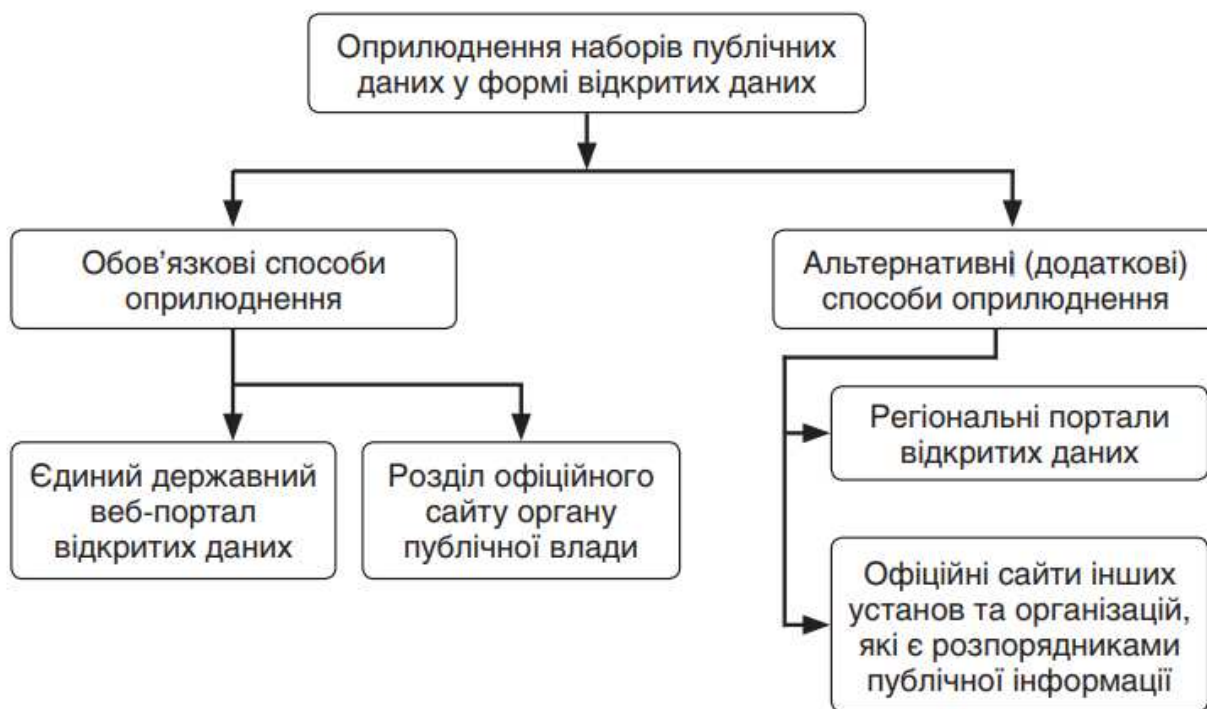 Оприлюднення наборів публічних
даних у формі відкритих даних
Обов’язкові способи
оприлюднення
Альтернативні (додаткові)
способи оприлюднення
Єдиний державний
веб-портал
відкритих даних
Розділ офіційного
сайту органу
публічної влади
Регіональні портали
відкритих даних
Офіційні сайти інших
установ та організацій,
які є розпорядниками
публічної інформації